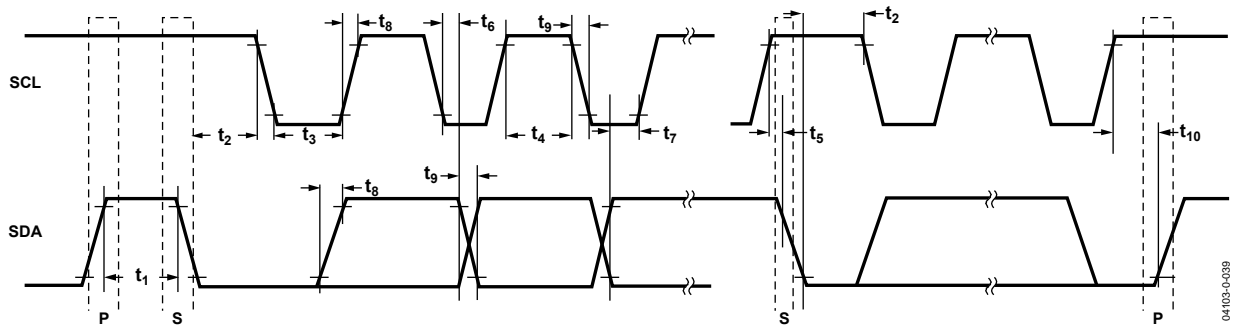 t8 t6 t9 t2
SCL
t2 t3 t4 t7 t5 t10
t9
t8
SDA
t1
P S S P
04103-0-039